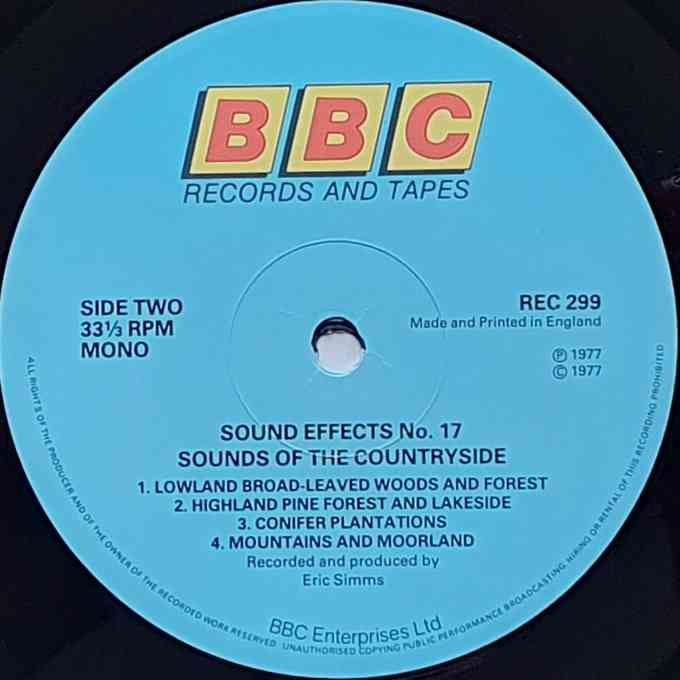 BBC
RECORDS AND TAPES
SIDE TWO
33⅓ RPM
MONO
REC 299
Made and Printed in England
Ⓟ 1977
© 1977
SOUND EFFECTS No. 17
SOUNDS OF THE COUNTRYSIDE
1. LOWLAND BROAD-LEAVED WOODS AND FOREST
2. HIGHLAND PINE FOREST AND LAKESIDE
3. CONIFER PLANTATIONS
4. MOUNTAINS AND MOORLAND
Recorded and produced by
Eric Simms
BBC Enterprises Ltd
ALL RIGHTS OF THE PRODUCER AND OF THE OWNER OF THE RECORDED WORK RESERVED. UNAUTHORISED COPYING PUBLIC PERFORMANCE BROADCASTING HIRING OR RENTAL OF THIS RECORDING PROHIBITED